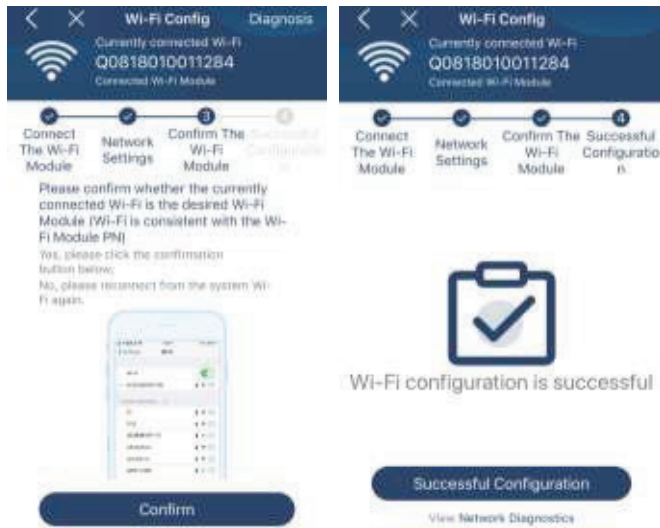 Wi-Fi Config
Diagnosis
Currently connected Wi-Fi
Q0818010011284
Connected Wi-Fi Module
3
Connect
The Wi-Fi
Module
Network
Settings
Confirm The
Wi-Fi
Module
Successful
Configuratio
n
Please confirm whether the currently
connected Wi-Fi is the desired Wi-Fi
Module (Wi-Fi is consistent with the Wi-
Fi Module PN)
Yes, please click the confirmation
button below;
No, please reconnect from the system Wi-
Fi again.
Confirm
Wi-Fi Config
Currently connected Wi-Fi
Q0818010011284
Connected Wi-Fi Module
4
Connect
The Wi-Fi
Module
Network
Settings
Confirm The
Wi-Fi
Module
Successful
Configuratio
n
Wi-Fi configuration is successful
Successful Configuration
View Network Diagnostics